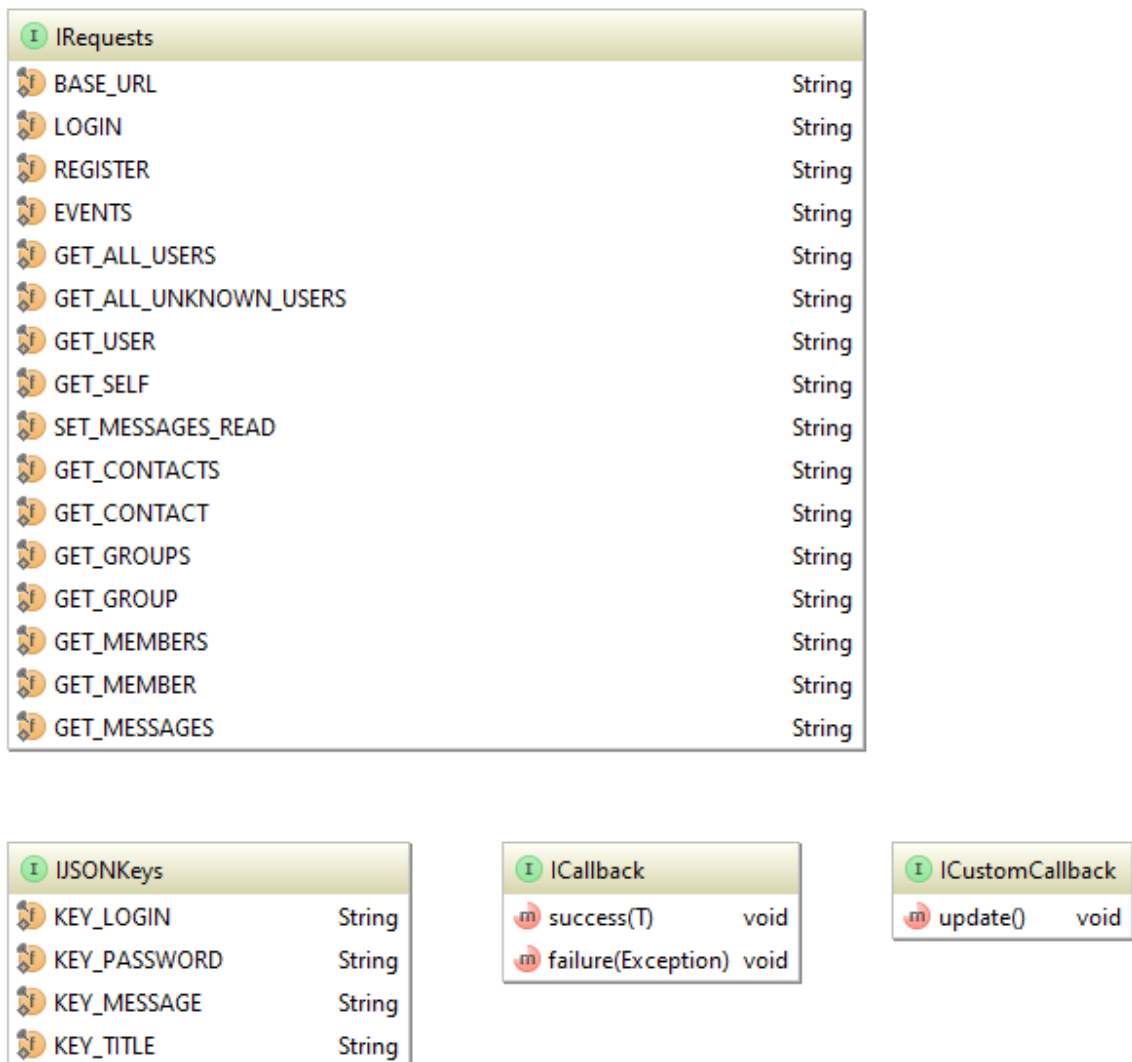 I IRequests
f BASE_URL String
f LOGIN String
f REGISTER String
f EVENTS String
f GET_ALL_USERS String
f GET_ALL_UNKNOWN_USERS String
f GET_USER String
f GET_SELF String
f SET_MESSAGES_READ String
f GET_CONTACTS String
f GET_CONTACT String
f GET_GROUPS String
f GET_GROUP String
f GET_MEMBERS String
f GET_MEMBER String
f GET_MESSAGES String
I IJSONKeys
f KEY_LOGIN String
f KEY_PASSWORD String
f KEY_MESSAGE String
f KEY_TITLE String
I ICallback
m success(T) void
m failure(Exception) void
I ICustomCallback
m update() void